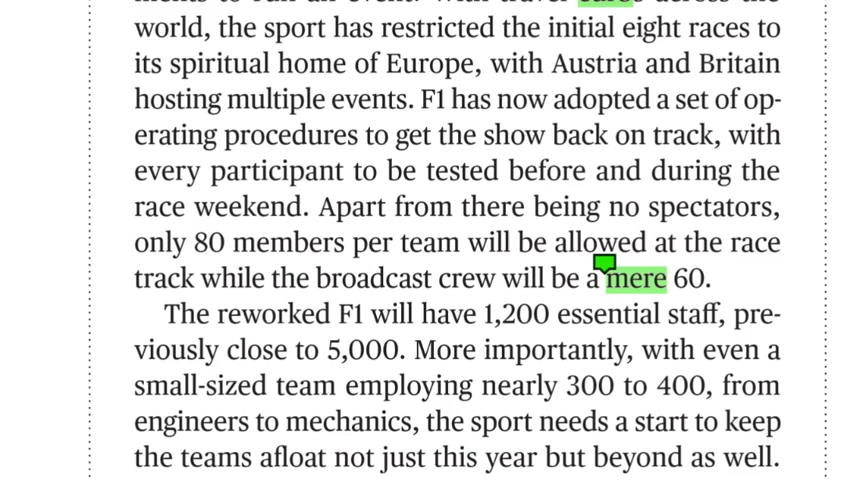 world, the sport has restricted the initial eight races to
its spiritual home of Europe, with Austria and Britain
hosting multiple events. F1 has now adopted a set of op-
erating procedures to get the show back on track, with
every participant to be tested before and during the
race weekend. Apart from there being no spectators,
only 80 members per team will be allowed at the race
track while the broadcast crew will be a mere 60.
The reworked F1 will have 1,200 essential staff, pre-
viously close to 5,000. More importantly, with even a
small-sized team employing nearly 300 to 400, from
engineers to mechanics, the sport needs a start to keep
the teams afloat not just this year but beyond as well.